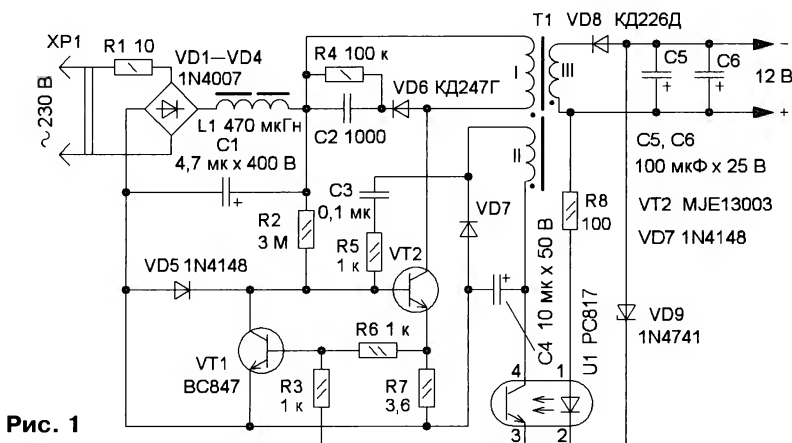 T1 VD8 КД226Д
XP1
R1 10
VD1—VD4
1N4007
R4 100 к
VD6 КД247Г
I
III
C5
C6
–
12 В
+
~230 В
L1 470 мкГн
C2 1000
C1
4,7 мк х 400 В
II
C5, C6
100 мкФ х 25 В
C3
0,1 мк
R2
3 М
VD7
R8
100
VT2 MJE13003
VD7 1N4148
R5
1 к
VT2
VD5 1N4148
C4 10 мк х 50 В
U1 PC817
VD9
1N4741
R6 1 к
VT1
BC847
R3
1 к
R7
3,6
4
1
3
2
Рис. 1